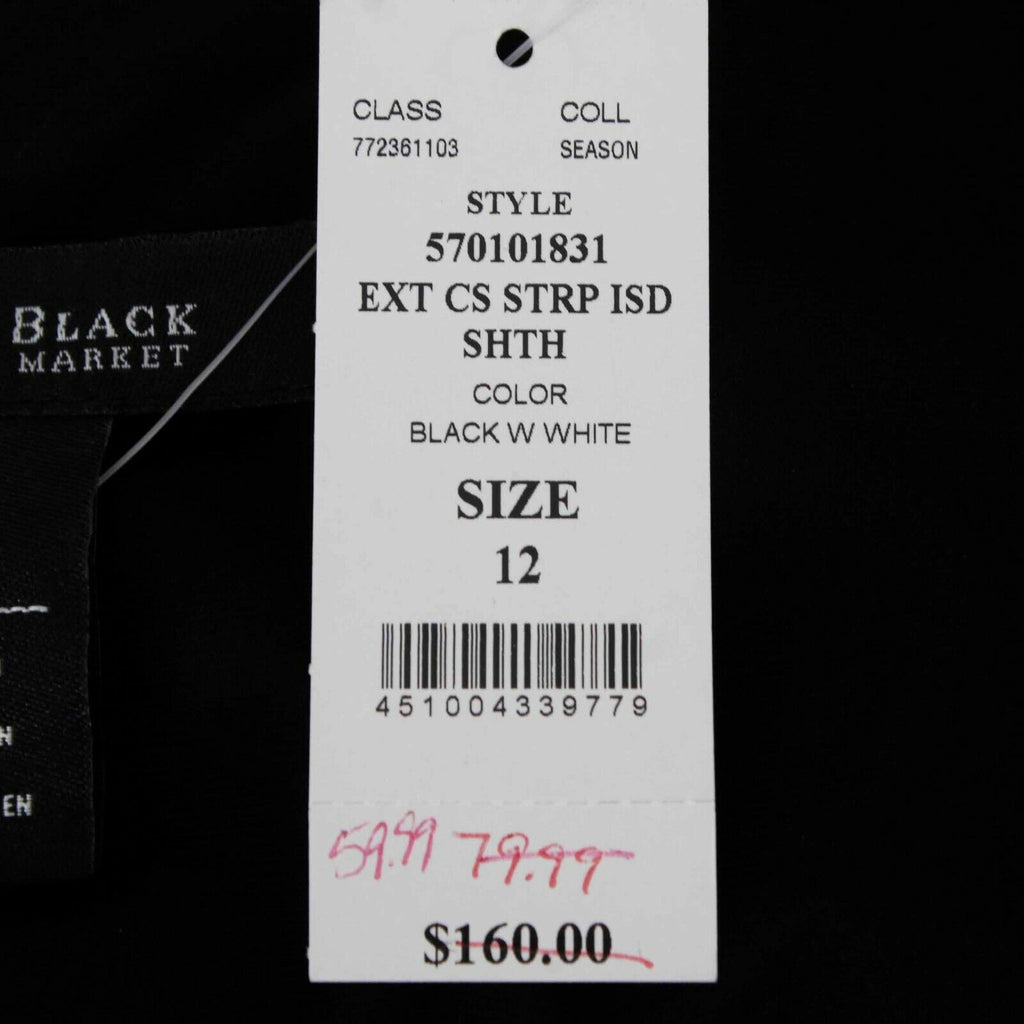 BLACK
MARKET
EN
CLASS COLL
772361103 SEASON
STYLE
570101831
EXT CS STRP ISD
SHTH
COLOR
BLACK W WHITE
SIZE
12
451004339779
59.99 79.99
$160.00